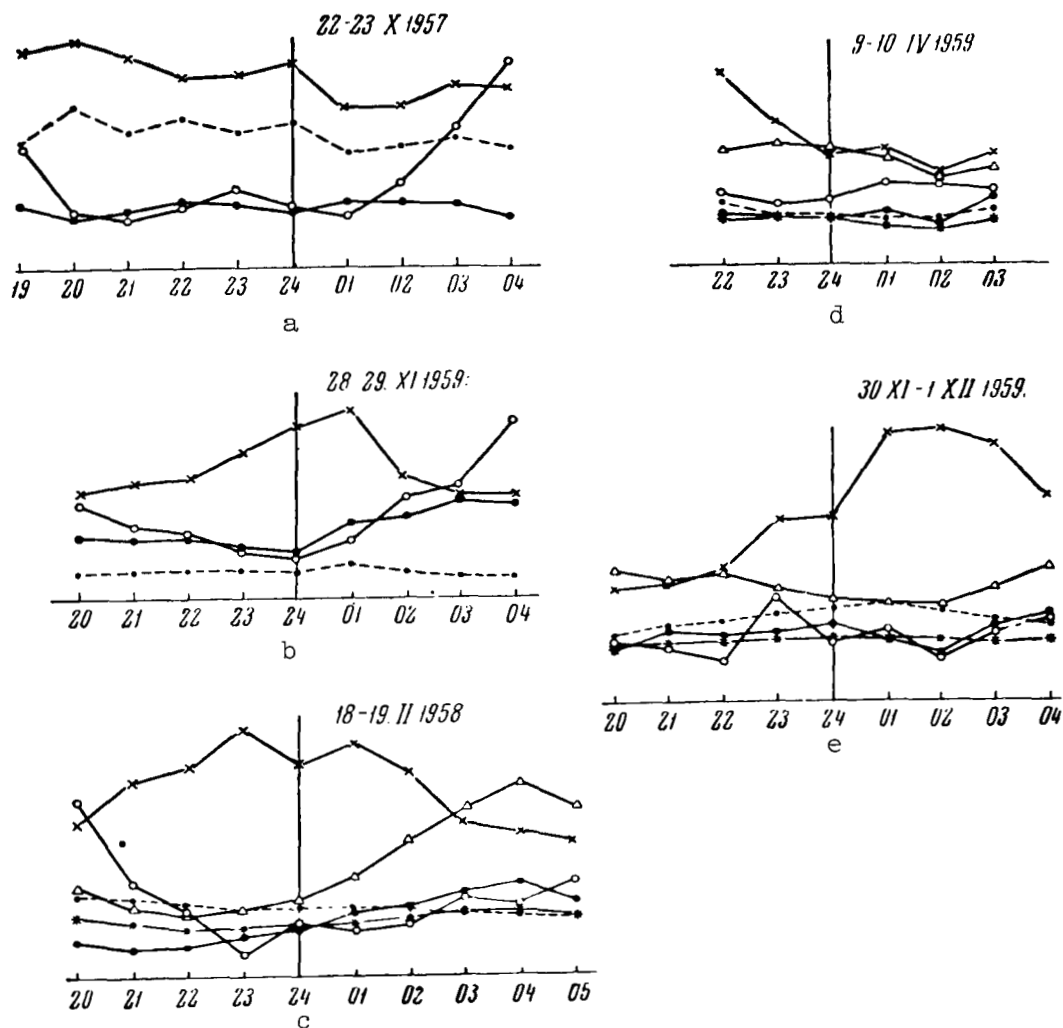 22-23 X 1957
19 20 21 22 23 24 01 02 03 04
a
28 29. XI 1959.
20 21 22 23 24 01 02 03 04
b
18-19. II 1958
20 21 22 23 24 01 02 03 04 05
c
9-10 IV 1959
22 23 24 01 02 03
d
30 XI-1 XII 1959.
20 21 22 23 24 01 02 03 04
e